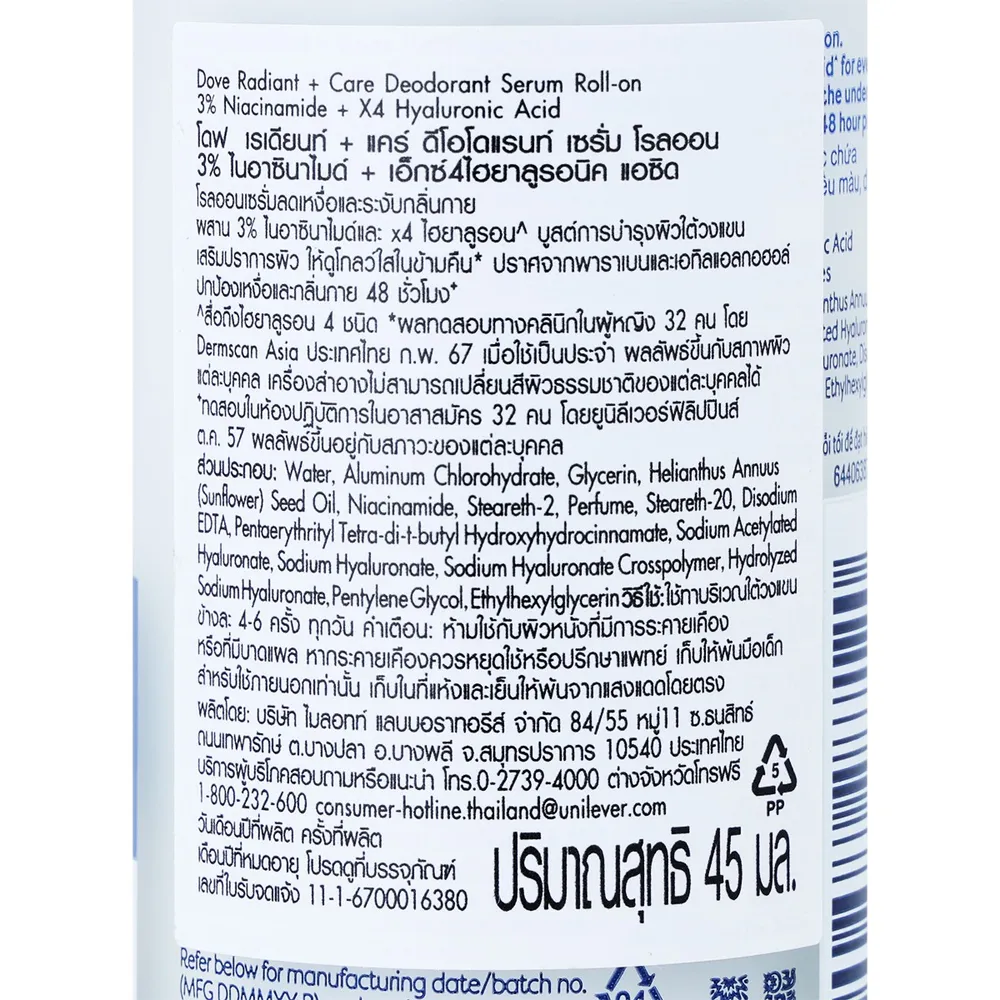 Dove Radiant + Care Deodorant Serum Roll-on
3% Niacinamide + X4 Hyaluronic Acid
โดฟ เรเดียนท์ + แคร์ ดีโอโดแรนท์ เซรั่ม โรลออน
3% ไนอาซินาไมด์ + เอ็กซ์4ไฮยาลูรอนิค แอซิด
โรลออนเซรั่มลดเหงื่อและระงับกลิ่นกาย
ผสาน 3% ไนอาซินาไมด์และ x4 ไฮยาลูรอน^ บูสต์การบำรุงผิวใต้วงแขน
เสริมปราการผิว ให้ดูโกลว์ใสในข้ามคืน* ปราศจากพาราเบนและเอทิลแอลกอฮอล์
ปกป้องเหงื่อและกลิ่นกาย 48 ชั่วโมง⁺
^สื่อถึงไฮยาลูรอน 4 ชนิด *ผลทดสอบทางคลินิกในผู้หญิง 32 คน โดย
Dermscan Asia ประเทศไทย ก.พ. 67 เมื่อใช้เป็นประจำ ผลลัพธ์ขึ้นกับสภาพผิว
แต่ละบุคคล เครื่องสำอางไม่สามารถเปลี่ยนสีผิวธรรมชาติของแต่ละบุคคลได้
⁺ทดสอบในห้องปฏิบัติการในอาสาสมัคร 32 คน โดยยูนิลีเวอร์ฟิลิปปินส์
ต.ค. 57 ผลลัพธ์ขึ้นอยู่กับสภาวะของแต่ละบุคคล
ส่วนประกอบ: Water, Aluminum Chlorohydrate, Glycerin, Helianthus Annuus
(Sunflower) Seed Oil, Niacinamide, Steareth-2, Perfume, Steareth-20, Disodium
EDTA, Pentaerythrityl Tetra-di-t-butyl Hydroxyhydrocinnamate, Sodium Acetylated
Hyaluronate, Sodium Hyaluronate, Sodium Hyaluronate Crosspolymer, Hydrolyzed
Sodium Hyaluronate, Pentylene Glycol, Ethylhexylglycerin วิธีใช้: ใช้ทาบริเวณใต้วงแขน
ข้างละ 4-6 ครั้ง ทุกวัน คำเตือน: ห้ามใช้กับผิวหนังที่มีการระคายเคือง
หรือที่มีบาดแผล หากระคายเคืองควรหยุดใช้หรือปรึกษาแพทย์ เก็บให้พ้นมือเด็ก
สำหรับใช้ภายนอกเท่านั้น เก็บในที่แห้งและเย็นให้พ้นจากแสงแดดโดยตรง
ผลิตโดย: บริษัท ไมลอทท์ แลบบอราทอรีส์ จำกัด 84/55 หมู่11 ซ.ธนสิทธิ์
ถนนเทพารักษ์ ต.บางปลา อ.บางพลี จ.สมุทรปราการ 10540 ประเทศไทย
บริการผู้บริโภคสอบถามหรือแนะนำ โทร.0-2739-4000 ต่างจังหวัดโทรฟรี
1-800-232-600 consumer-hotline.thailand@unilever.com
วันเดือนปีที่ผลิต ครั้งที่ผลิต
เดือนปีที่หมดอายุ โปรดดูที่บรรจุภัณฑ์
เลขที่ใบรับจดแจ้ง 11-1-6700016380
5
PP
ปริมาณสุทธิ 45 มล.
Refer below for manufacturing date/batch no.
for
48 hour
chứa
màu,
Acid